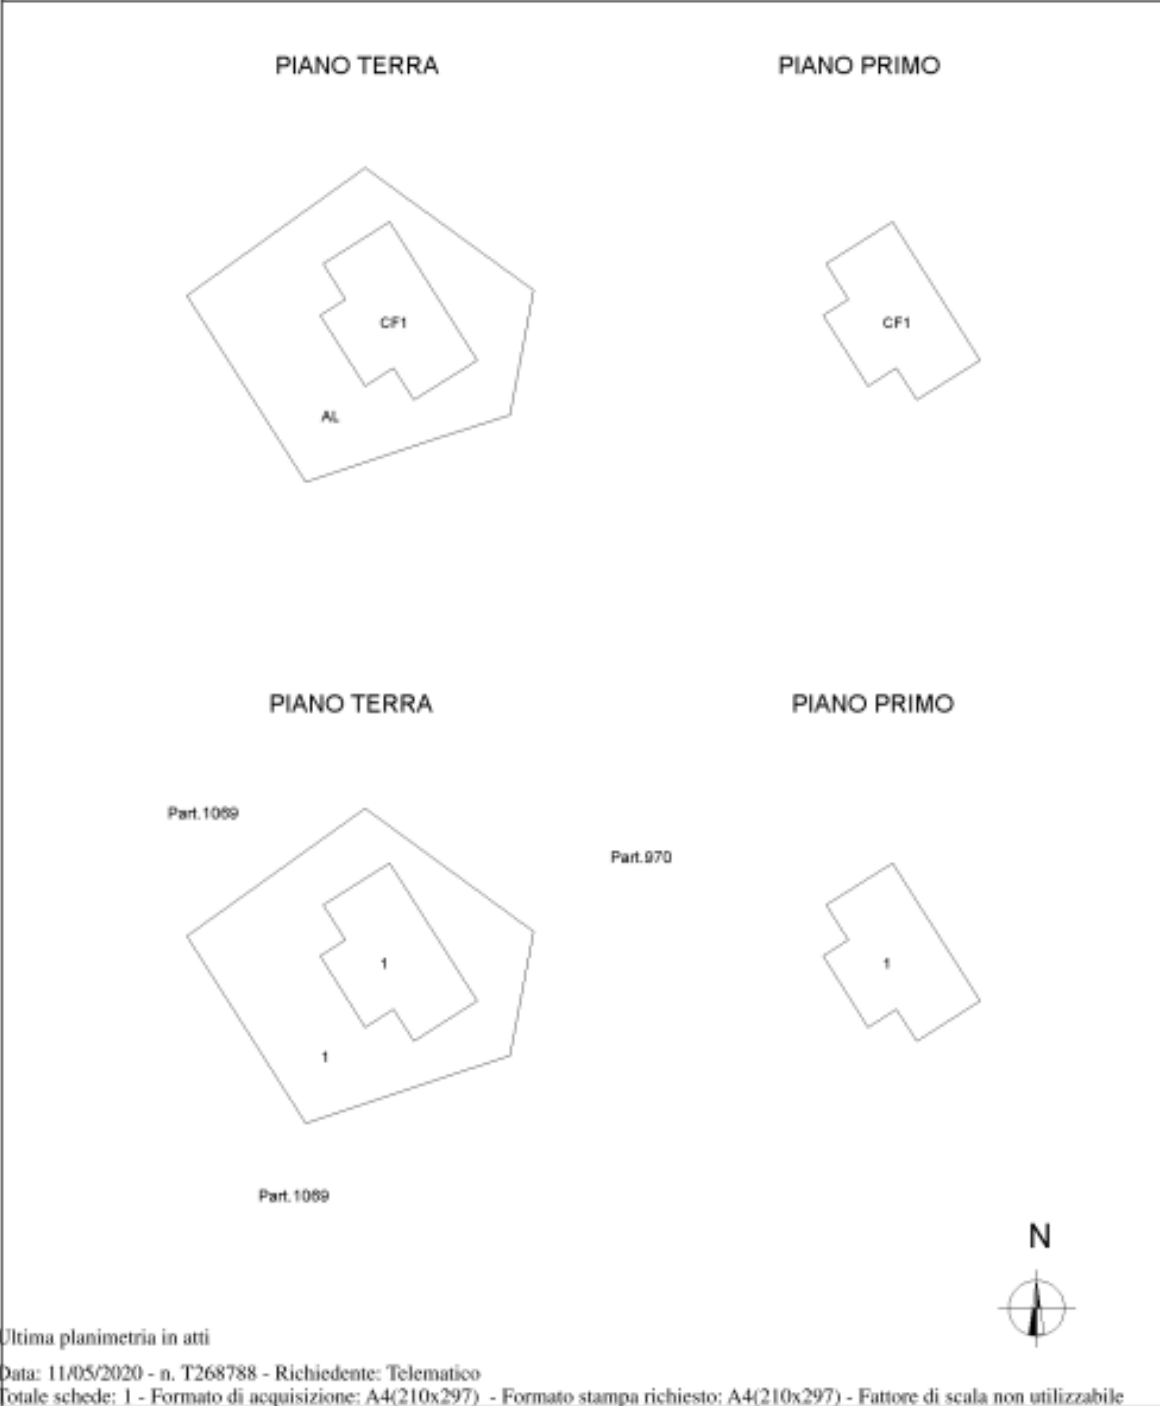 PIANO TERRA
PIANO PRIMO
CF1
CF1
AL
PIANO TERRA
PIANO PRIMO
Part.1069
Part.970
1
1
1
Part.1069
N
Ultima planimetria in atti
Data: 11/05/2020 - n. T268788 - Richiedente: Telematico
Totale schede: 1 - Formato di acquisizione: A4(210x297) - Formato stampa richiesto: A4(210x297) - Fattore di scala non utilizzabile